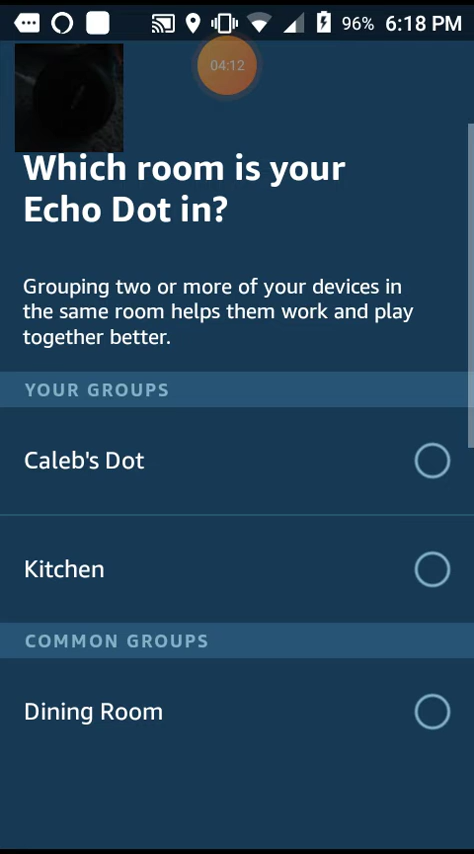 96% 6:18 PM
04:12
Which room is your
Echo Dot in?
Grouping two or more of your devices in
the same room helps them work and play
together better.
YOUR GROUPS
Caleb's Dot
Kitchen
COMMON GROUPS
Dining Room